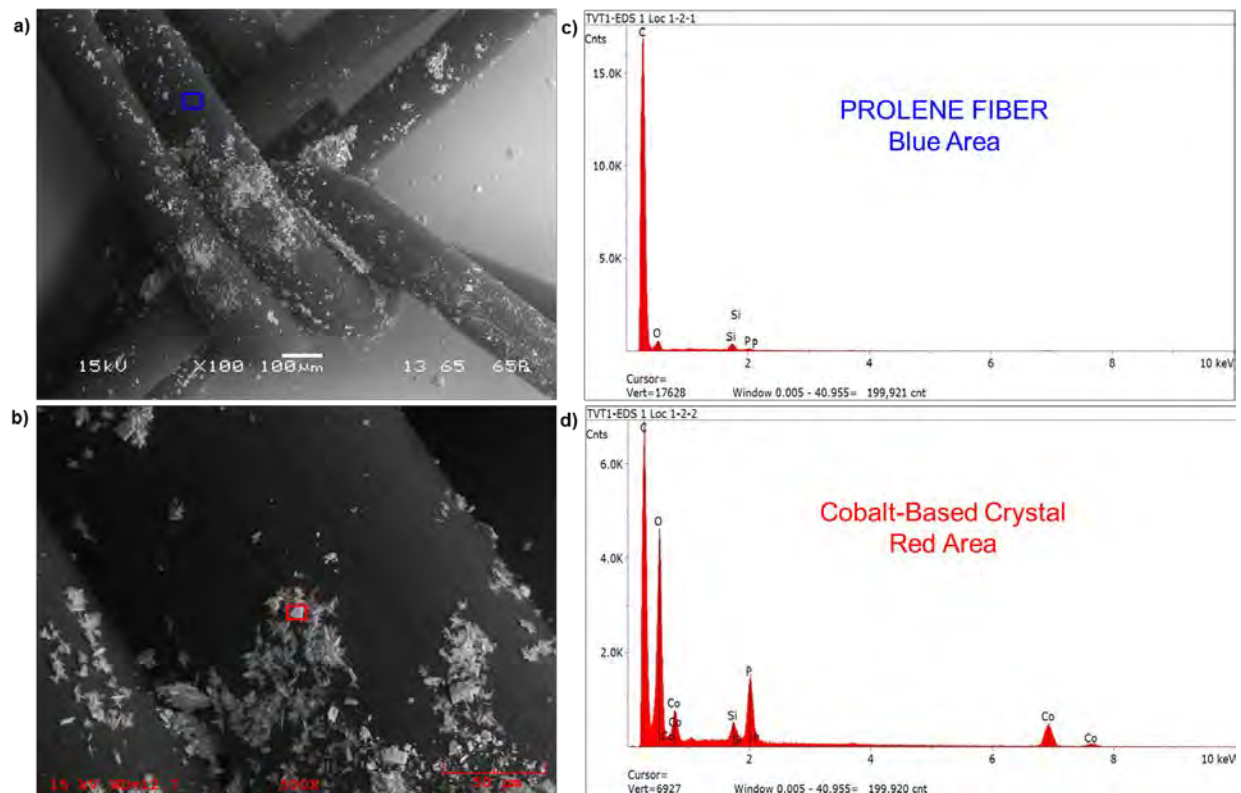 a)
15kV X100 100μm 13 65 65R
b)
500X
c)
TVT1-EDS 1 Loc 1-2-1
Cnts
C
15.0K
PROLENE FIBER
Blue Area
10.0K
5.0K
Si
O
Si
P
2 4 6 8 10 keV
Cursor=
Vert=17628 Window 0.005 - 40.955= 199,921 cnt
d)
TVT1-EDS 1 Loc 1-2-2
Cnts
C
6.0K
Cobalt-Based Crystal
Red Area
O
4.0K
2.0K
P
Co
Si
Co
Co
Co
2 4 6 8 10 keV
Cursor=
Vert=6927 Window 0.005 - 40.955= 199,920 cnt